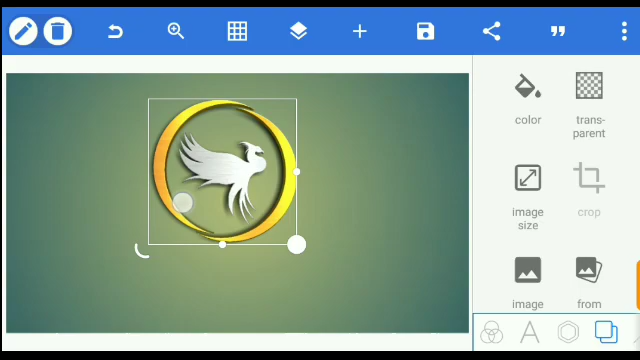 color
trans-
parent
image
size
crop
image
from